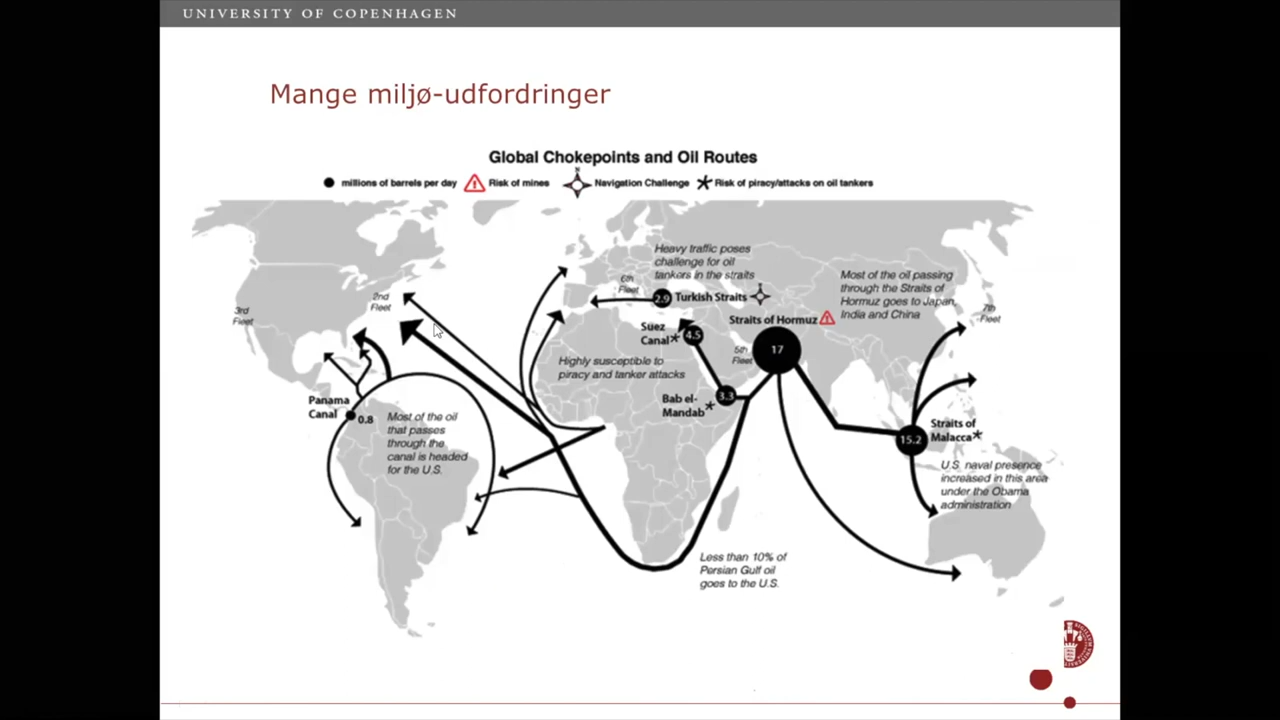 UNIVERSITY OF COPENHAGEN
Mange miljø-udfordringer
Global Chokepoints and Oil Routes
millions of barrels per day
Risk of mines
N
Navigation Challenge
Risk of piracy/attacks on oil tankers
Heavy traffic poses
challenge for oil
tankers in the straits
Most of the oil passing
through the Straits of
Hormuz goes to Japan,
India and China
6th
Fleet
2nd
Fleet
3rd
Fleet
7th
Fleet
2.9
Turkish Straits
Straits of Hormuz
Suez
Canal
4.5
5th
Fleet
17
Highly susceptible to
piracy and tanker attacks
Bab el-
Mandab
3.3
Panama
Canal
0.8
Most of the oil
that passes
through the
canal is headed
for the U.S.
15.2
Straits of
Malacca
U.S. naval presence
increased in this area
under the Obama
administration
Less than 10% of
Persian Gulf oil
goes to the U.S.